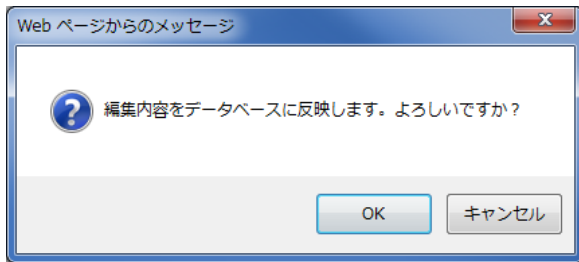 Web ページからのメッセージ
編集内容をデータベースに反映します。よろしいですか？
OK
キャンセル